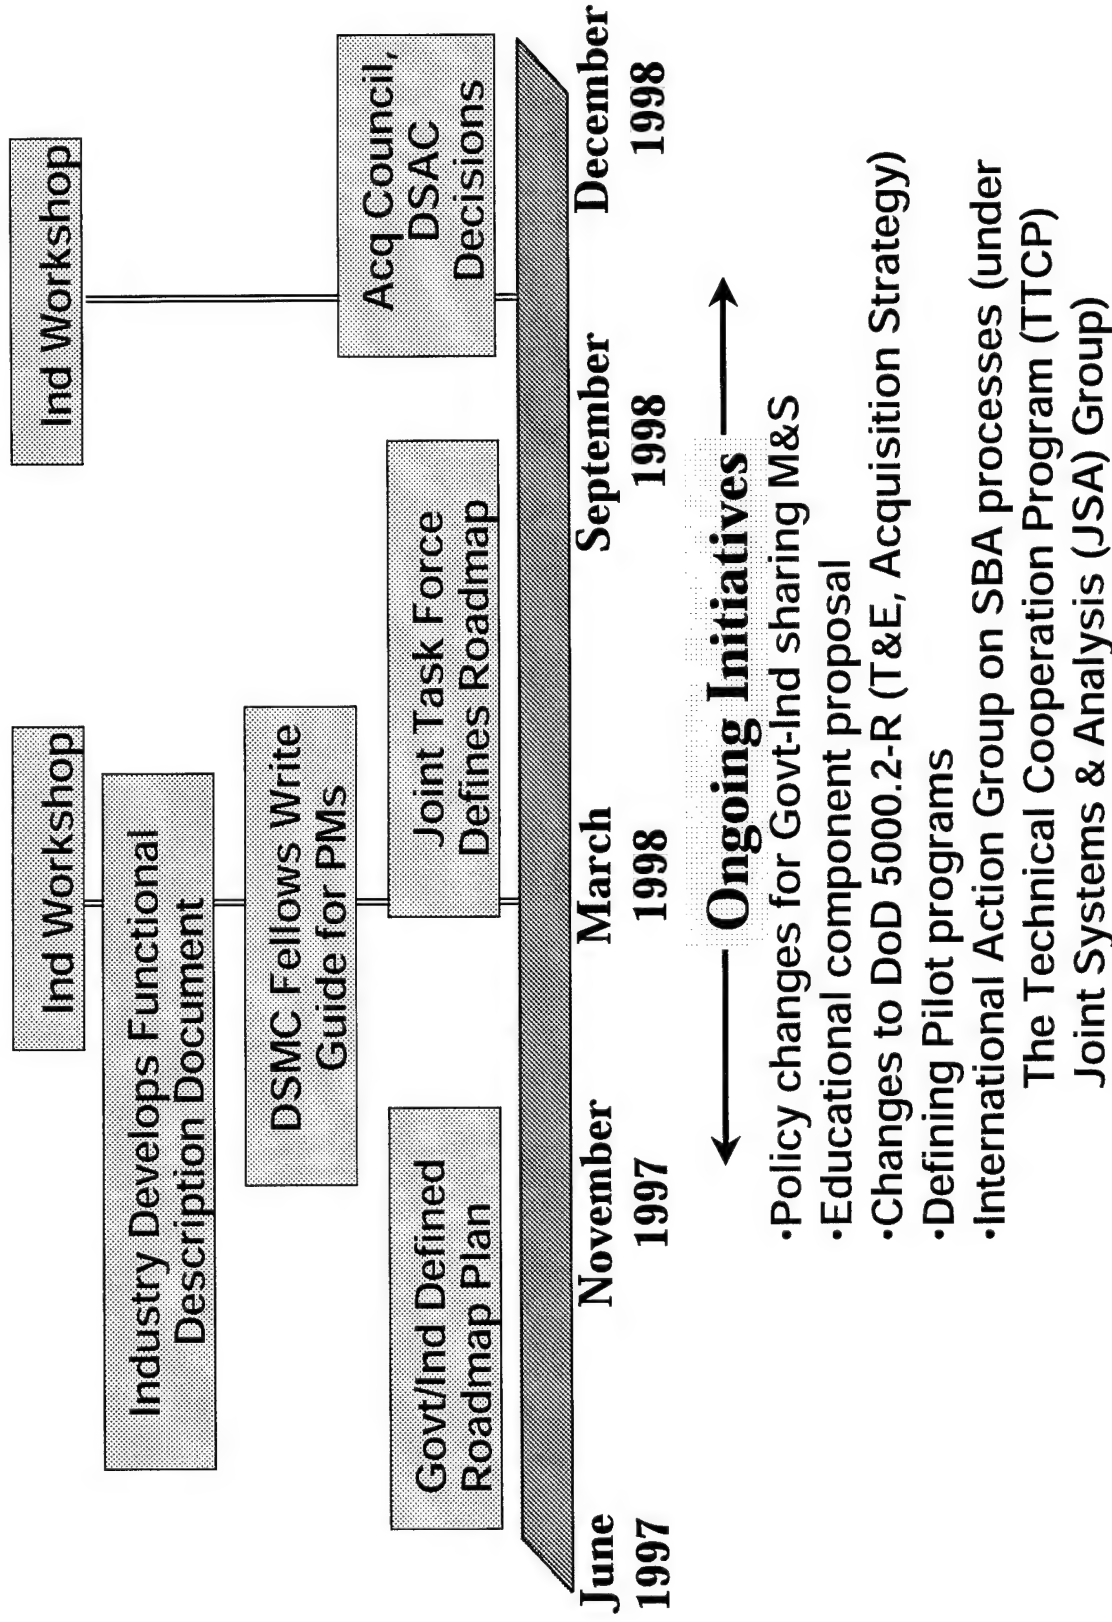 Ind Workshop
Ind Workshop
Industry Develops Functional
Description Document
DSMC Fellows Write
Guide for PMs
Govt/Ind Defined
Roadmap Plan
Joint Task Force
Defines Roadmap
Acq Council,
DSAC
Decisions
June
1997
November
1997
March
1998
September
1998
December
1998
Ongoing Initiatives
•Policy changes for Govt-Ind sharing M&S
•Educational component proposal
•Changes to DoD 5000.2-R (T&E, Acquisition Strategy)
•Defining Pilot programs
•International Action Group on SBA processes (under
The Technical Cooperation Program (TTCP)
Joint Systems & Analysis (JSA) Group)